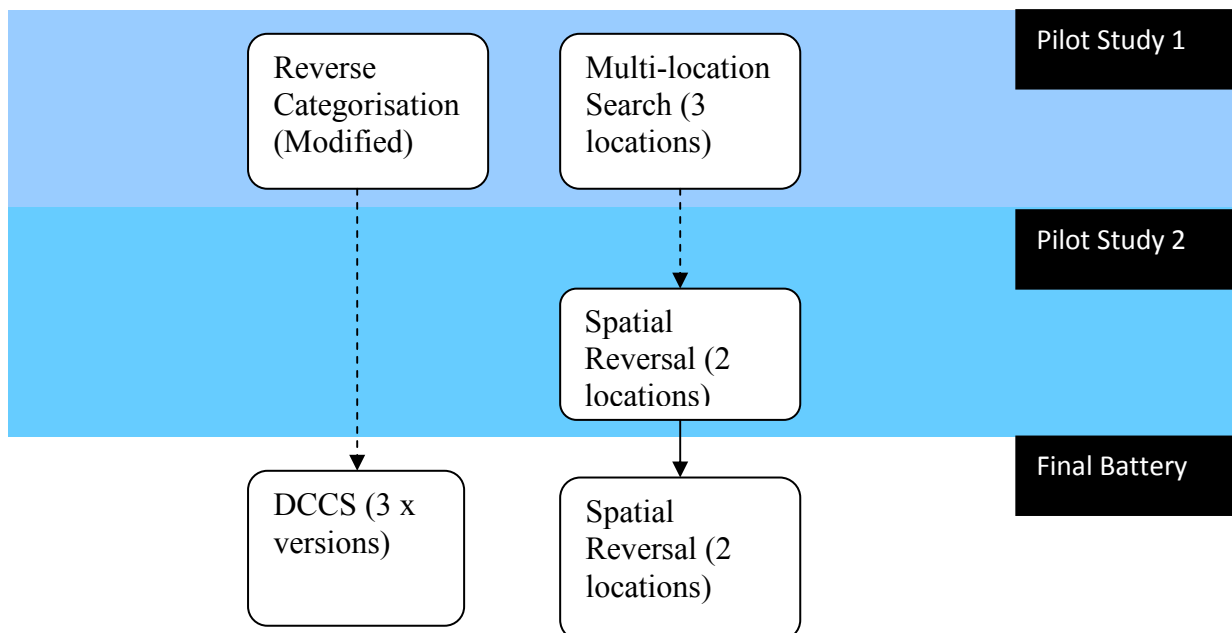 Pilot Study 1
Reverse
Categorisation
(Modified)
Multi-location
Search (3
locations)
Pilot Study 2
Spatial
Reversal (2
locations)
Final Battery
DCCS (3 x
versions)
Spatial
Reversal (2
locations)